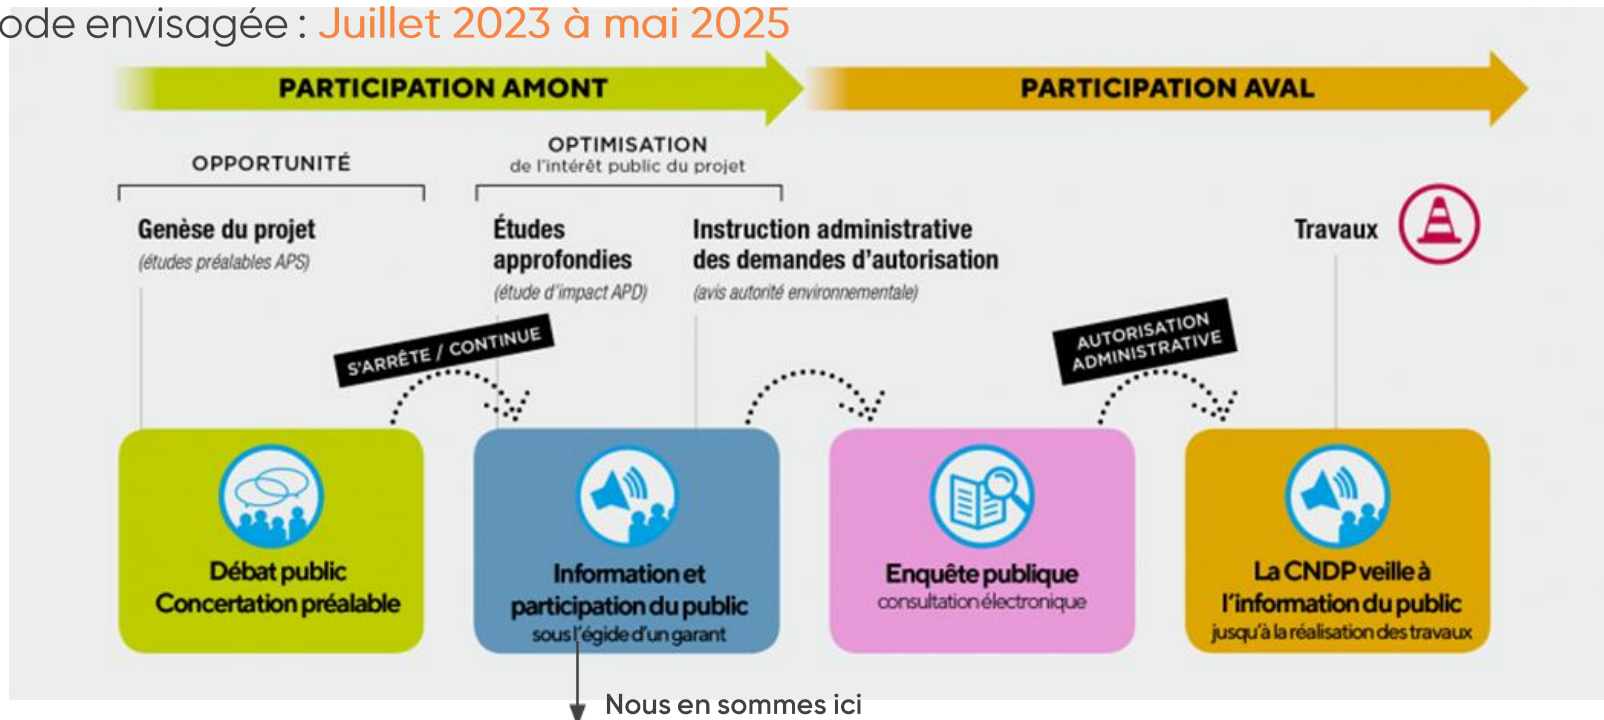 ode envisagée : Juillet 2023 à mai 2025
PARTICIPATION AMONT
PARTICIPATION AVAL
OPPORTUNITÉ
OPTIMISATION
de l'intérêt public du projet
Genèse du projet
(études préalables APS)
Études
approfondies
(étude d'impact APD)
Instruction administrative
des demandes d'autorisation
(avis autorité environnementale)
Travaux
S'ARRÊTE / CONTINUE
AUTORISATION
ADMINISTRATIVE
Débat public
Concertation préalable
Information et
participation du public
sous l'égide d'un garant
Enquête publique
consultation électronique
La CNDP veille à
l'information du public
jusqu'à la réalisation des travaux
Nous en sommes ici